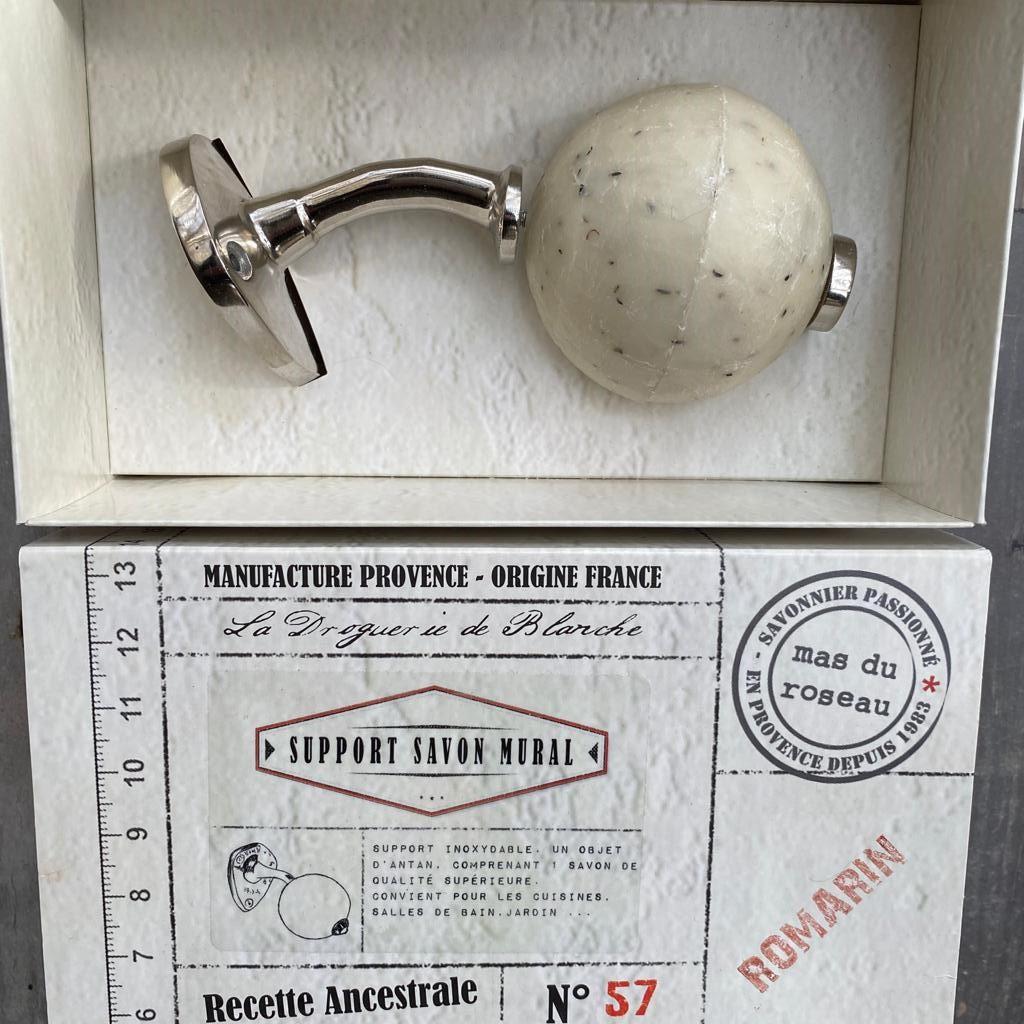 MANUFACTURE PROVENCE - ORIGINE FRANCE
La Droguerie de Blanche
SUPPORT SAVON MURAL
SUPPORT INOXYDABLE. UN OBJET
D'ANTAN, COMPRENANT 1 SAVON DE
QUALITÉ SUPÉRIEURE.
CONVIENT POUR LES CUISINES,
SALLES DE BAIN, JARDIN ...
Recette Ancestrale
N° 57
- SAVONNIER PASSIONNÉ * - EN PROVENCE DEPUIS 1983
mas du
roseau
ROMARIN
13
12
11
10
9
8
7
6